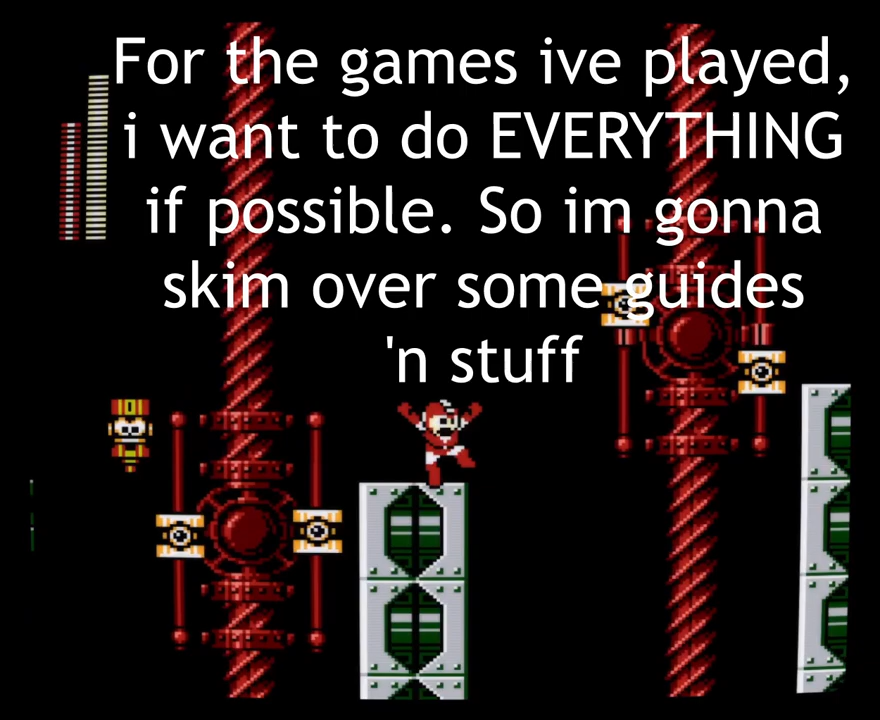 For the games ive played,
i want to do EVERYTHING
if possible. So im gonna
skim over some guides
'n stuff